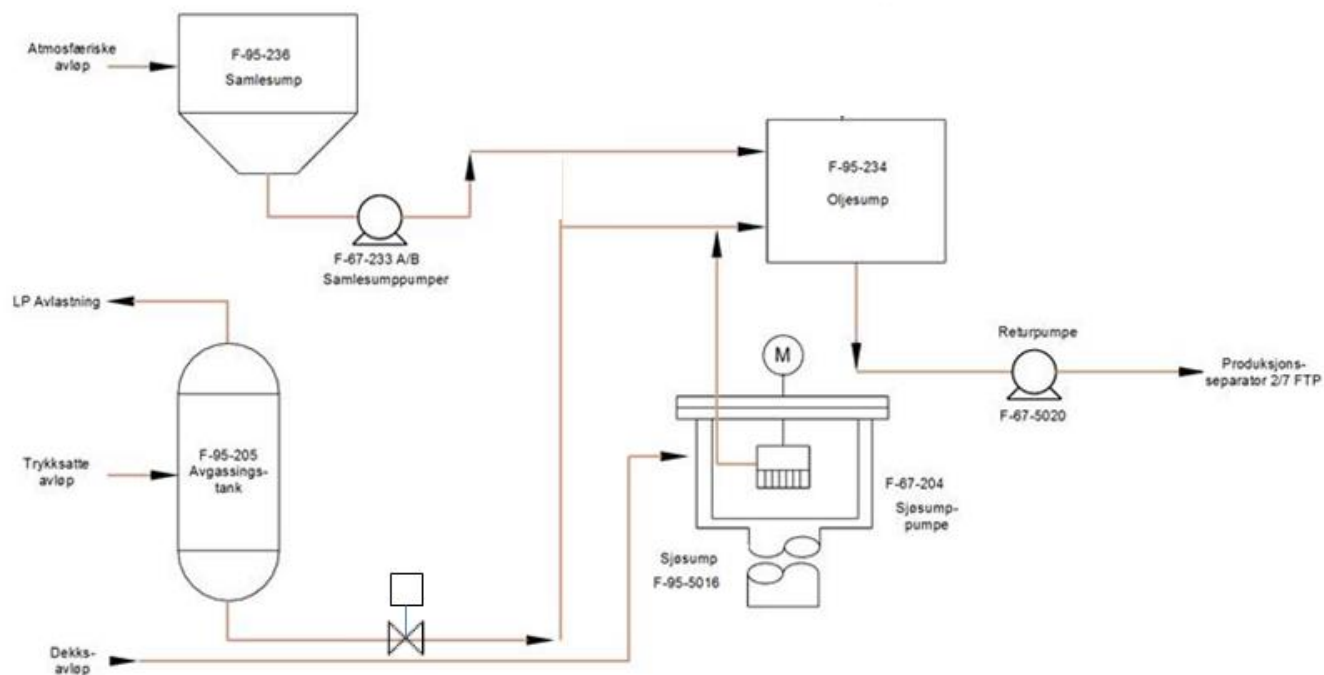 Atmosfæriske
avløp
F-95-236
Samlesump
F-67-233 A/B
Samlesumppumper
F-95-234
Oljesump
LP Avlastning
Returpumpe
M
Produksjons-
separator 2/7 FTP
F-67-5020
Trykksatte
avløp
F-95-205
Avgassings-
tank
F-67-204
Sjøsump-
pumpe
Sjøsump
F-95-5016
Dekks-
avløp